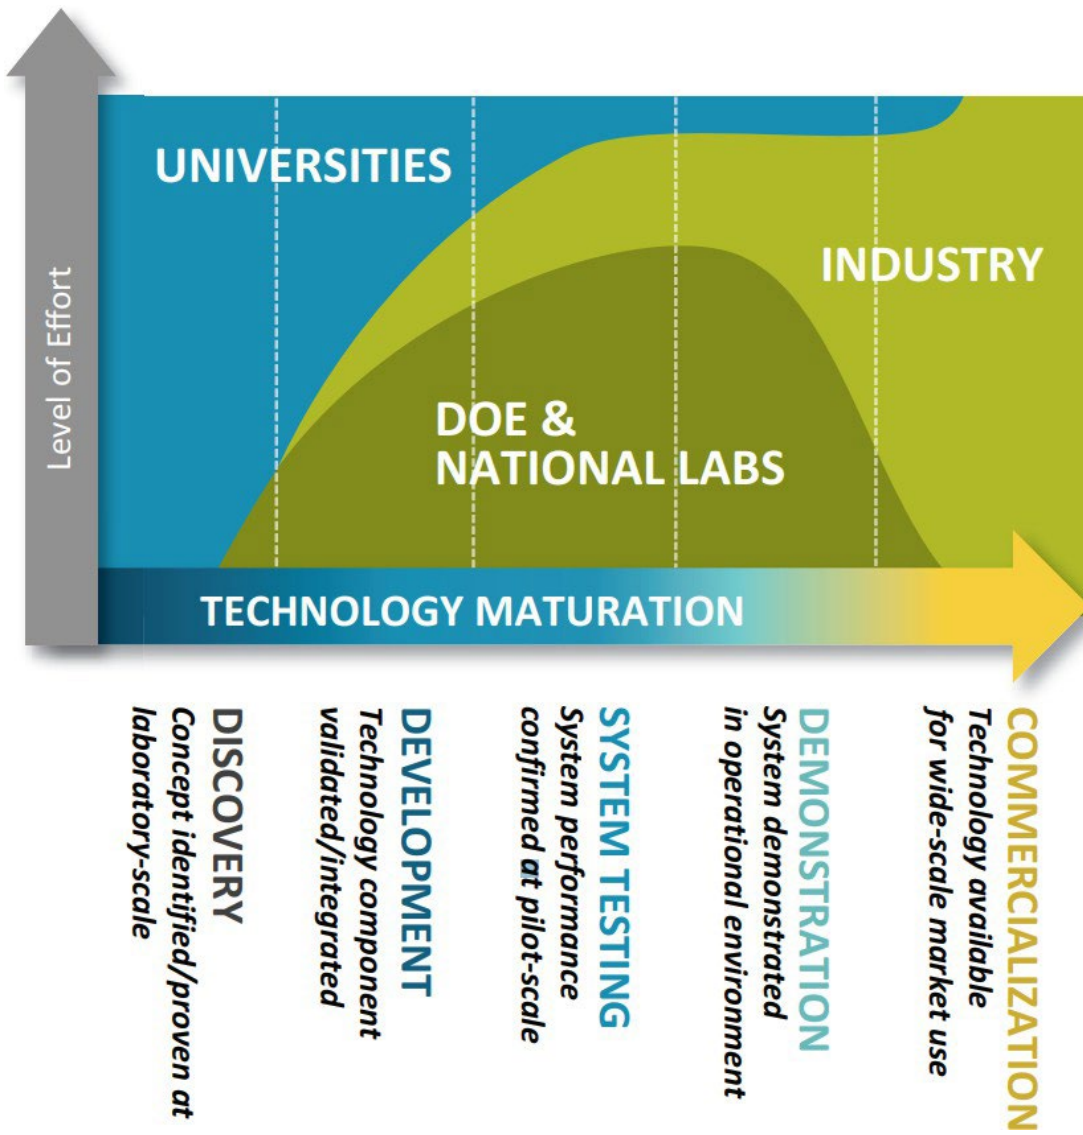 UNIVERSITIES
INDUSTRY
DOE &
NATIONAL LABS
Level of Effort
TECHNOLOGY MATURATION
DISCOVERY
Concept identified/proven at
laboratory-scale
DEVELOPMENT
Technology component
validated/integrated
SYSTEM TESTING
System performance
confirmed at pilot-scale
DEMONSTRATION
System demonstrated
in operational environment
COMMERCIALIZATION
Technology available
for wide-scale market use